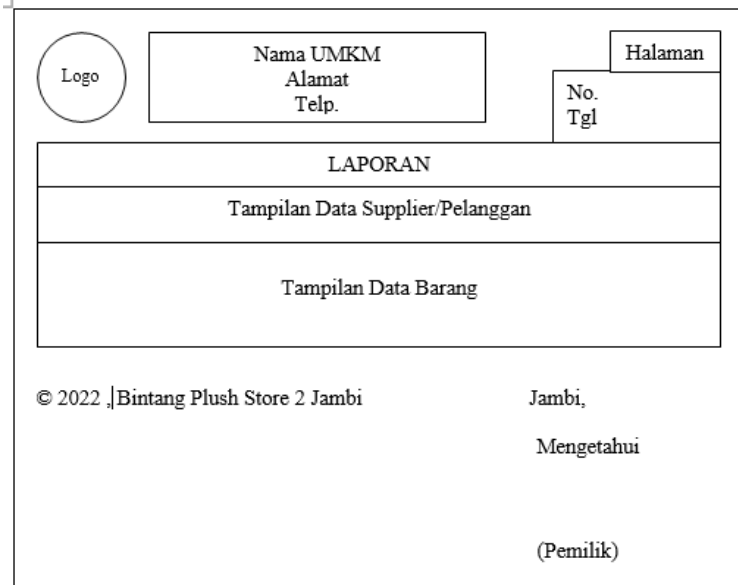 Logo
Nama UMKM
Alamat
Telp.
Halaman
No.
Tgl
LAPORAN
Tampilan Data Supplier/Pelanggan
Tampilan Data Barang
© 2022 , Bintang Plush Store 2 Jambi
Jambi,
Mengetahui
(Pemilik)